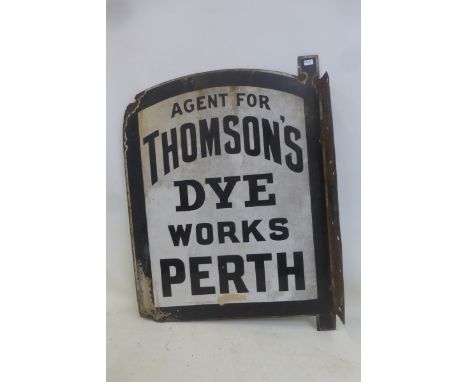 AGENT FOR
THOMSON'S
DYE
WORKS
PERTH